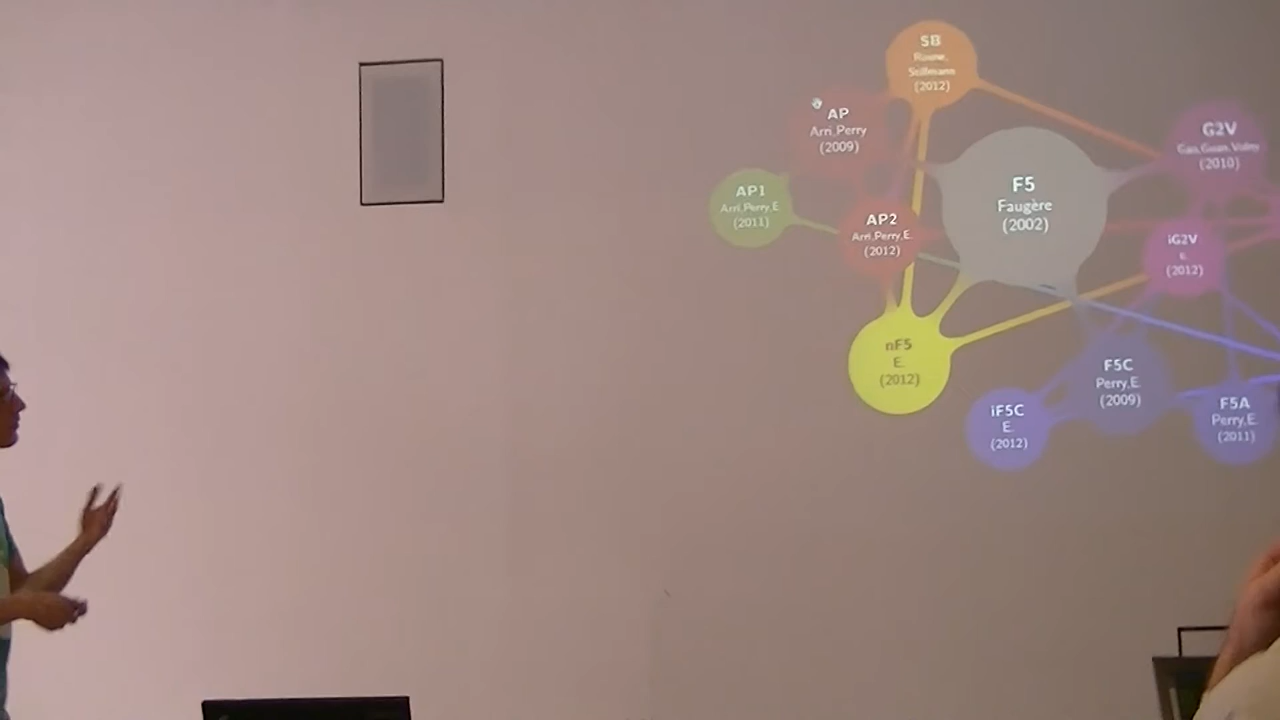 SB
Roune,
Stillmann
(2012)
AP
Arri,Perry
(2009)
G2V
Gao,Guan,Volny
(2010)
F5
Faugère
(2002)
AP1
Arri,Perry,E.
(2011)
AP2
Arri,Perry,E.
(2012)
iG2V
E.
(2012)
nF5
E.
(2012)
F5C
Perry,E.
(2009)
iF5C
E.
(2012)
F5A
Perry,E.
(2011)